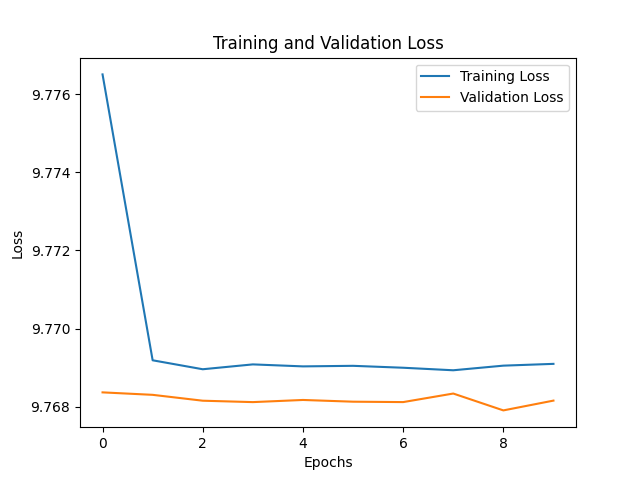 Training and Validation Loss
Training Loss
Validation Loss
9.776
9.774
9.772
9.770
9.768
Loss
0
2
4
6
8
Epochs